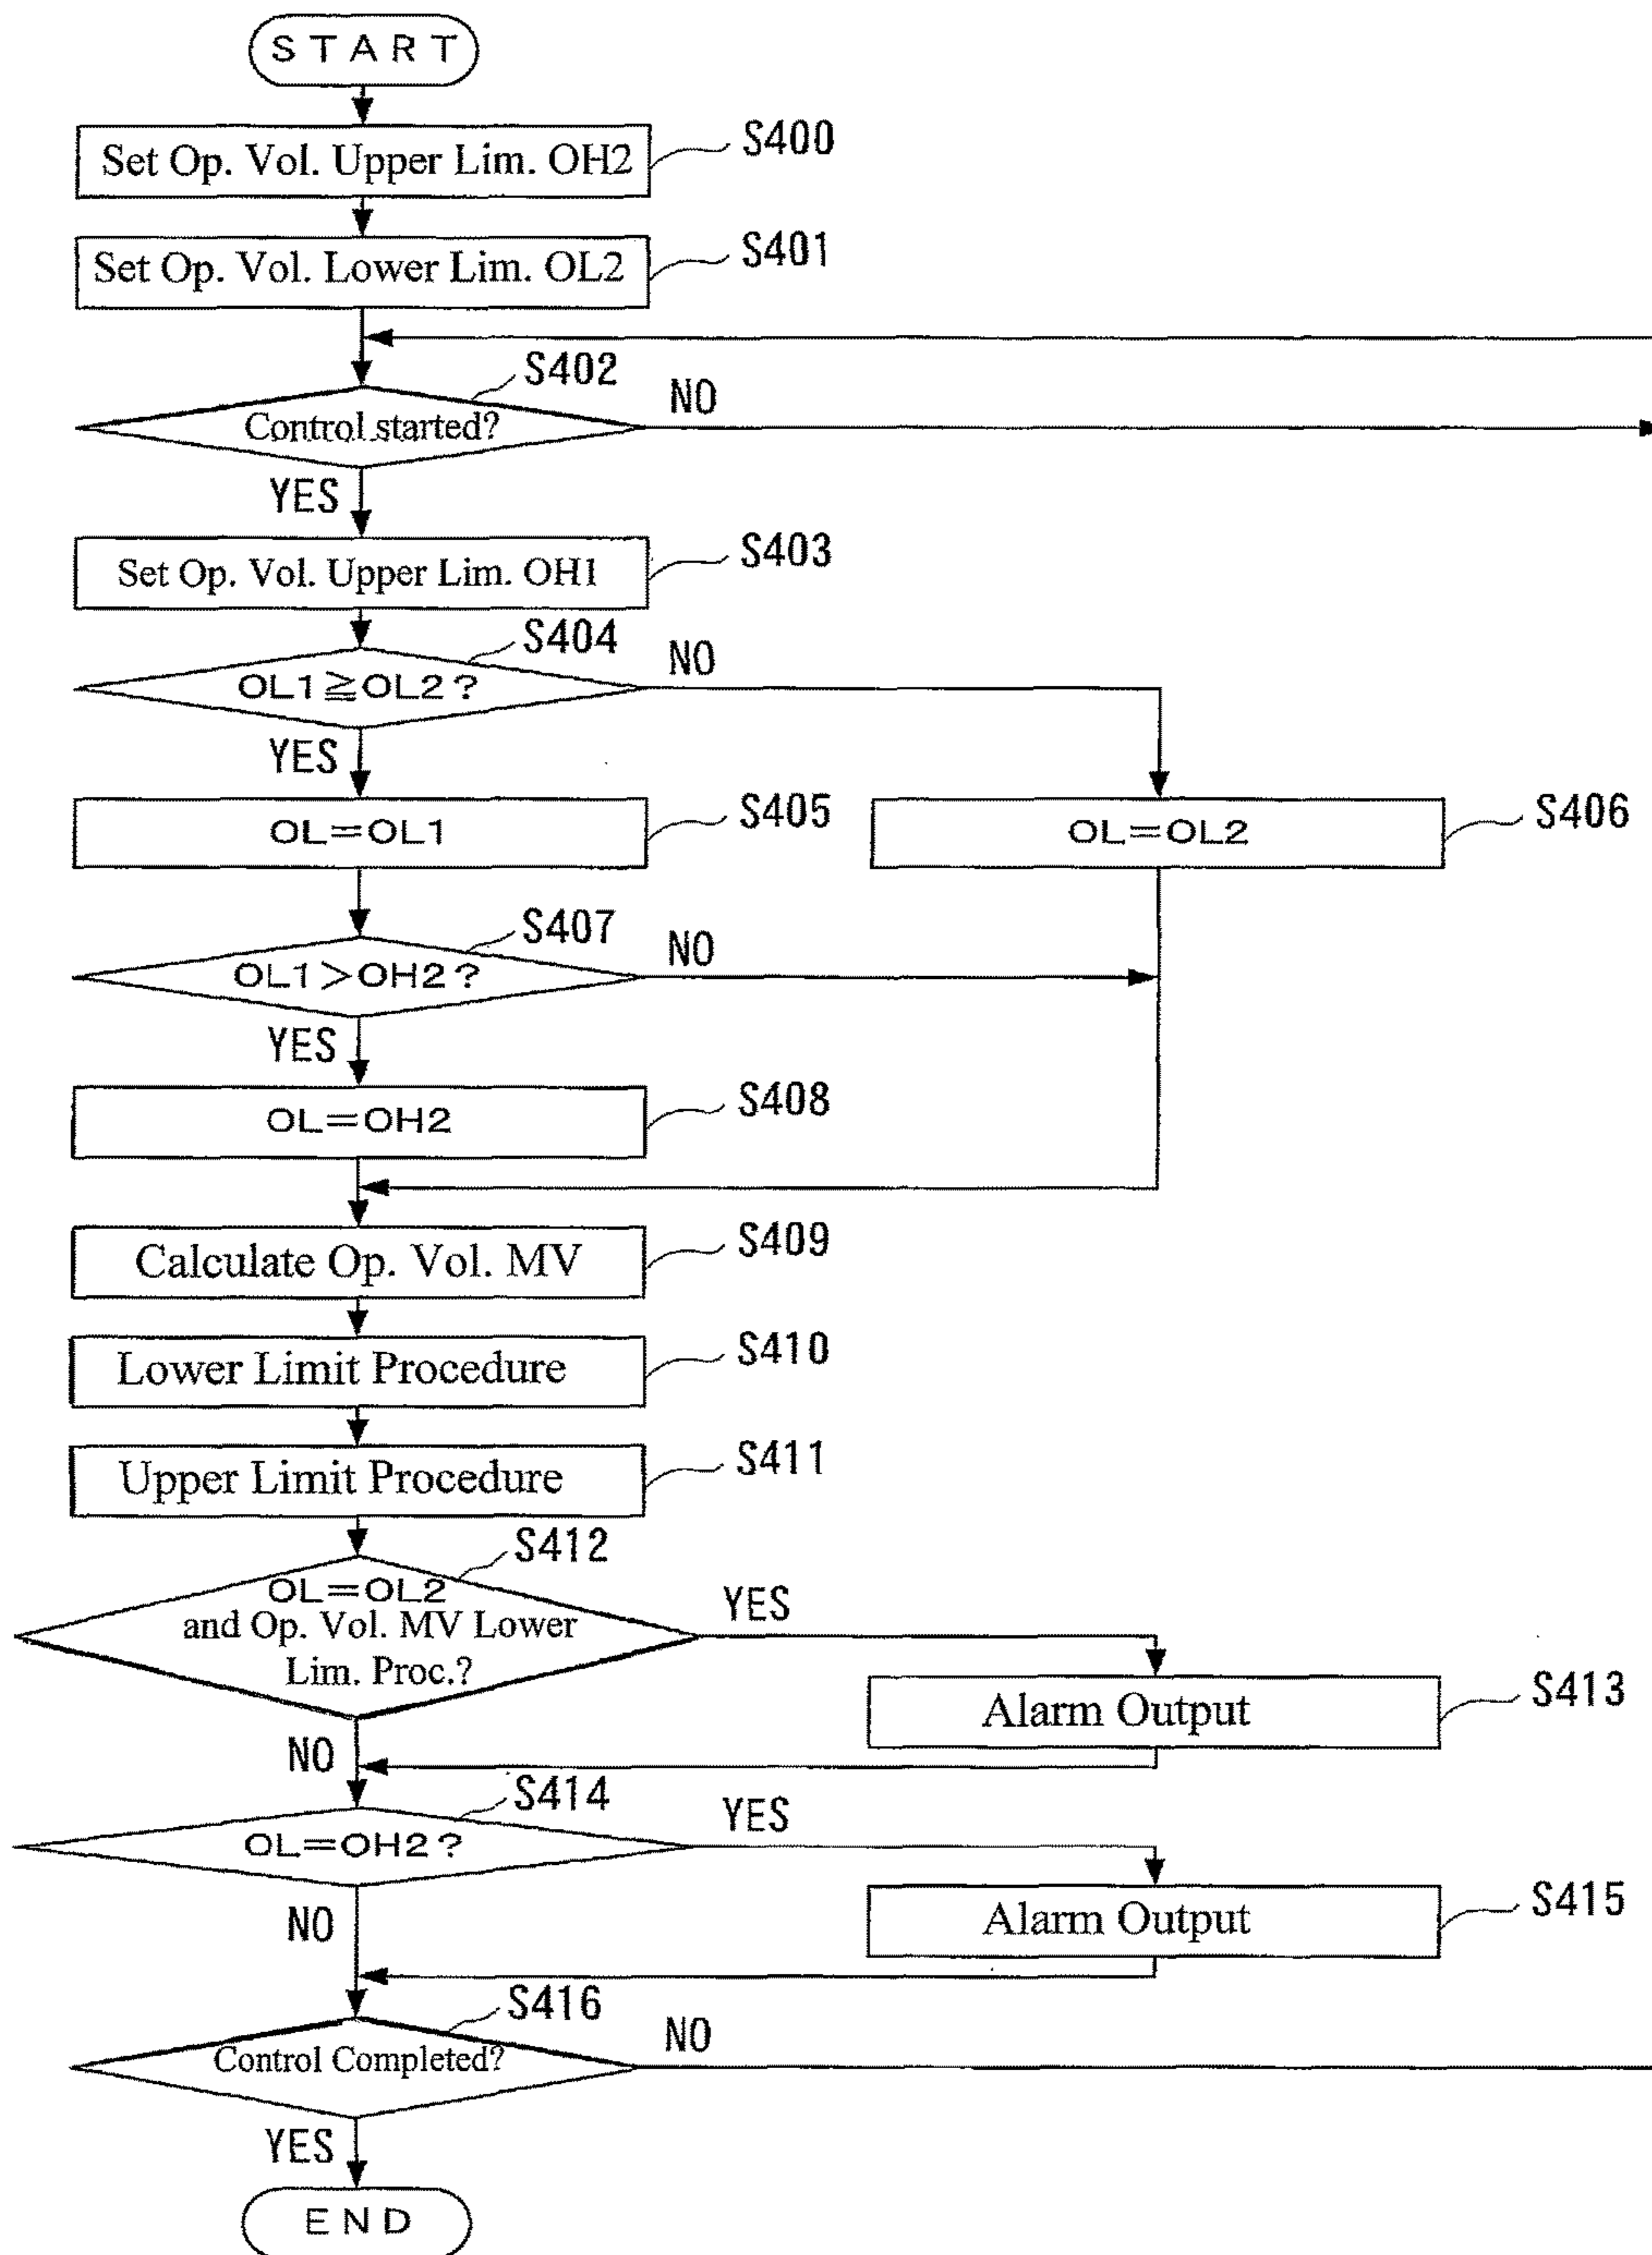 START
Set Op. Vol. Upper Lim. OH2
S400
Set Op. Vol. Lower Lim. OL2
S401
S402
Control started?
NO
YES
Set Op. Vol. Upper Lim. OH1
S403
S404
OL1≧OL2?
NO
YES
OL=OL1
S405
OL=OL2
S406
S407
OL1>OH2?
NO
YES
OL=OH2
S408
Calculate Op. Vol. MV
S409
Lower Limit Procedure
S410
Upper Limit Procedure
S411
S412
OL=OL2
and Op. Vol. MV Lower
Lim. Proc.?
YES
NO
Alarm Output
S413
S414
OL=OH2?
YES
NO
Alarm Output
S415
S416
Control Completed?
NO
YES
END